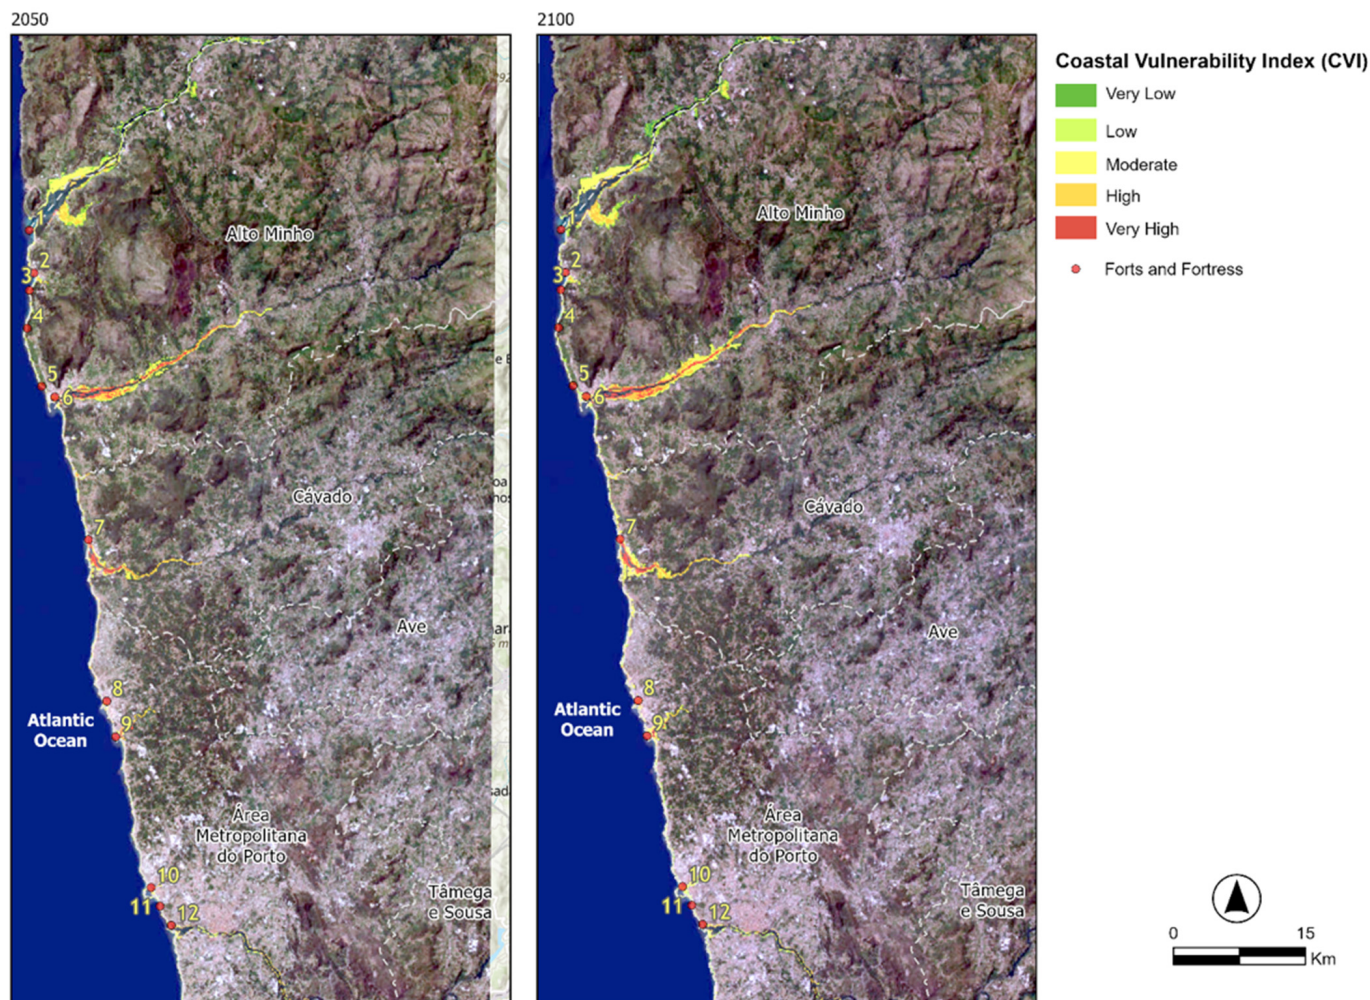 2050
1
2
3
4
5
6
7
8
9
10
11
12
Alto Minho
Cávado
Ave
Atlantic
Ocean
Área
Metropolitana
do Porto
Tâmega
e Sousa
2100
1
2
3
4
5
6
7
8
9
10
11
12
Alto Minho
Cávado
Ave
Atlantic
Ocean
Área
Metropolitana
do Porto
Tâmega
e Sousa
Coastal Vulnerability Index (CVI)
Very Low
Low
Moderate
High
Very High
Forts and Fortress
0 15
Km